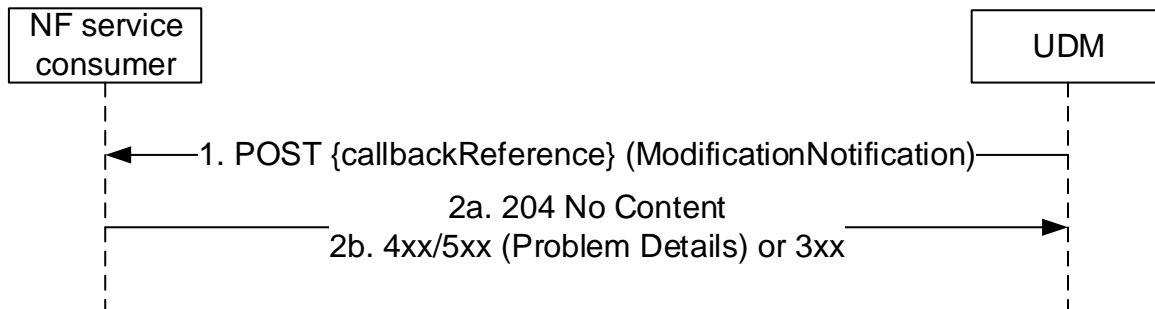 NF service
consumer
UDM
1. POST {callbackReference} (ModificationNotification)
2a. 204 No Content
2b. 4xx/5xx (Problem Details) or 3xx